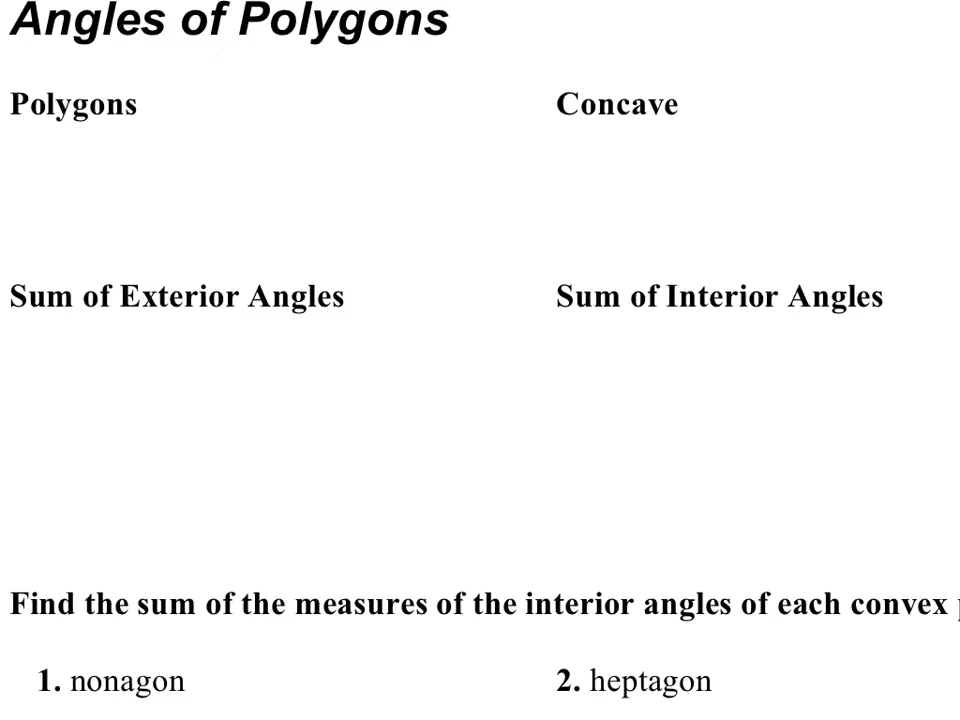 Angles of Polygons
Polygons
Concave
Sum of Exterior Angles
Sum of Interior Angles
Find the sum of the measures of the interior angles of each convex
1. nonagon
2. heptagon